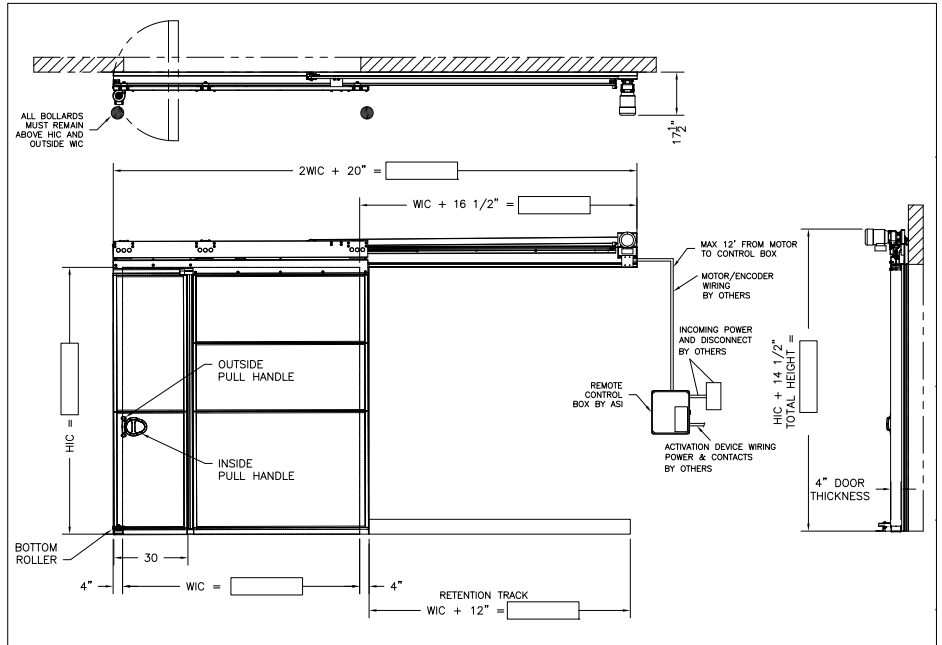 ALL BOLLARDS
MUST REMAIN
ABOVE HIC AND
OUTSIDE WIC
17 1/2"
2WIC + 20" =
WIC + 16 1/2" =
MAX 12' FROM MOTOR
TO CONTROL BOX
MOTOR/ENCODER
WIRING
BY OTHERS
INCOMING POWER
AND DISCONNECT
BY OTHERS
REMOTE
CONTROL
BOX BY ASI
ACTIVATION DEVICE WIRING
POWER & CONTACTS
BY OTHERS
HIC + 14 1/2"
TOTAL HEIGHT =
4" DOOR
THICKNESS
HIC =
OUTSIDE
PULL HANDLE
INSIDE
PULL HANDLE
BOTTOM
ROLLER
30
4"
WIC =
4"
RETENTION TRACK
WIC + 12" =